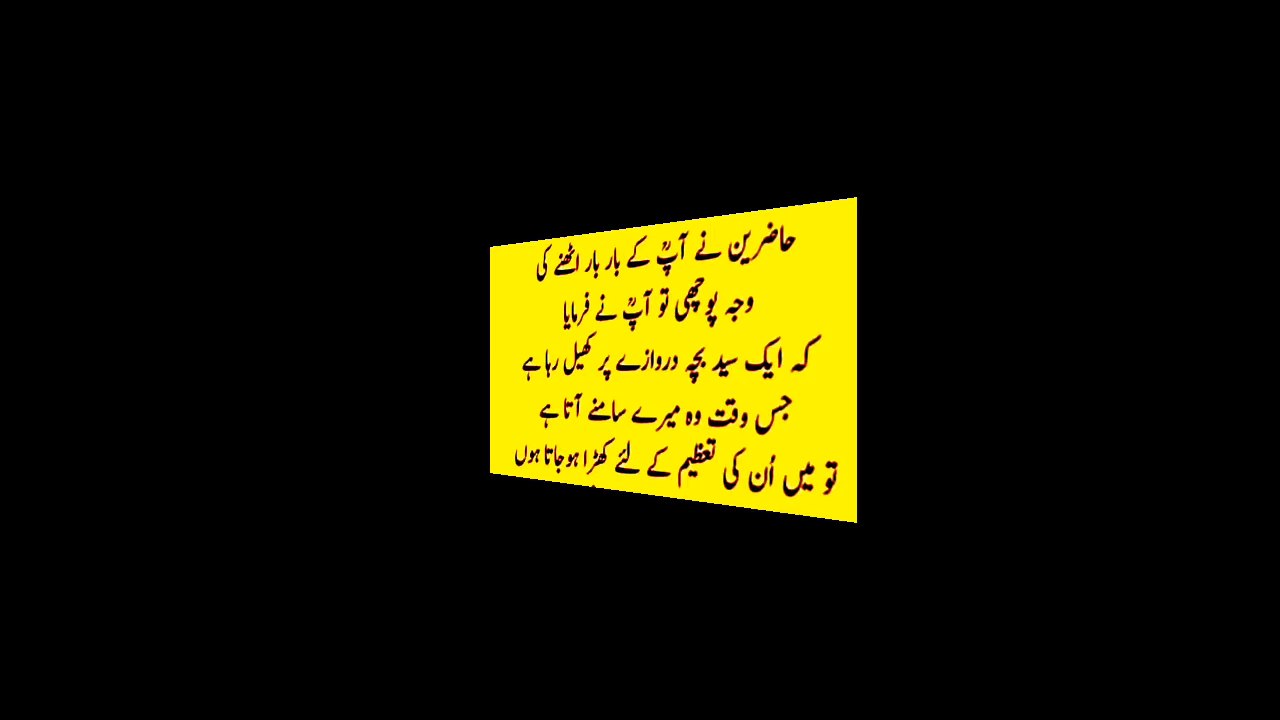 حاضرین نے آپؒ کے بار بار اٹھنے کی
وجہ پوچھی تو آپؒ نے فرمایا
کہ ایک سید بچہ دروازے پر کھیل رہا ہے
جس وقت وہ میرے سامنے آتا ہے
تو میں اُن کی تعظیم کے لئے کھڑا ہو جاتا ہوں